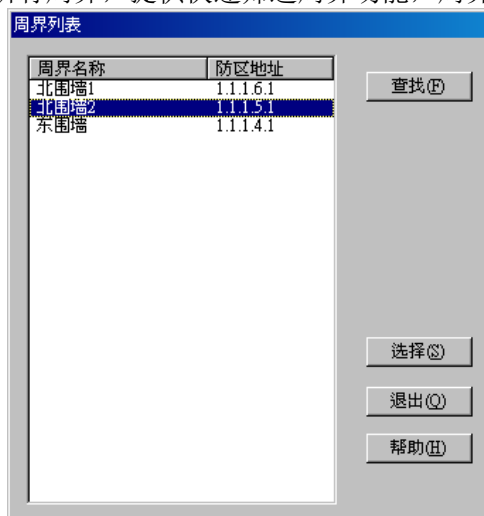 周界列表
周界名称 防区地址
北围墙1 1.1.1.6.1
北围墙2 1.1.1.5.1
东围墙 1.1.1.4.1
查找(F)
选择(S)
退出(Q)
帮助(H)